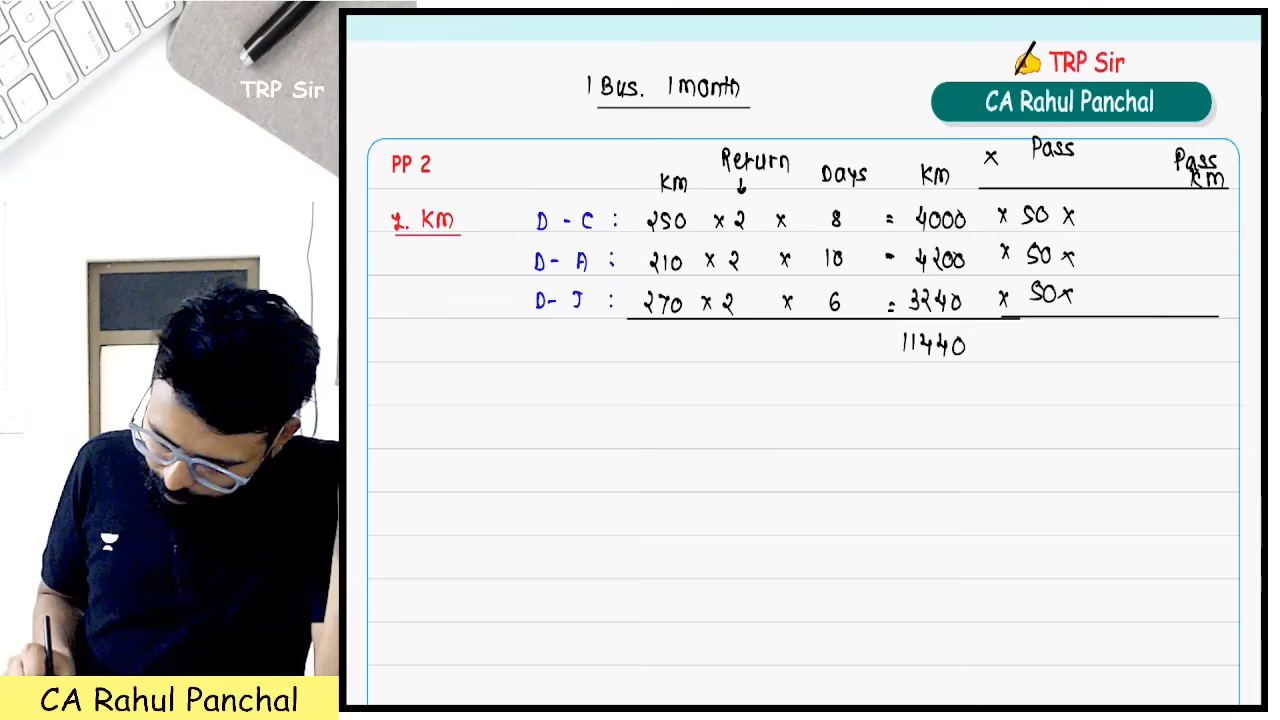 TRP Sir
1 Bus. 1 month
✍ TRP Sir
CA Rahul Panchal
PP 2
KM Return ↓ Days KM × Pass Pass km
1. KM
D - C : 250 × 2 × 8 = 4000 × 50 ×
D - A : 210 × 2 × 10 = 4200 × 50 ×
D - J : 270 × 2 × 6 = 3240 × 50 ×
11440
CA Rahul Panchal